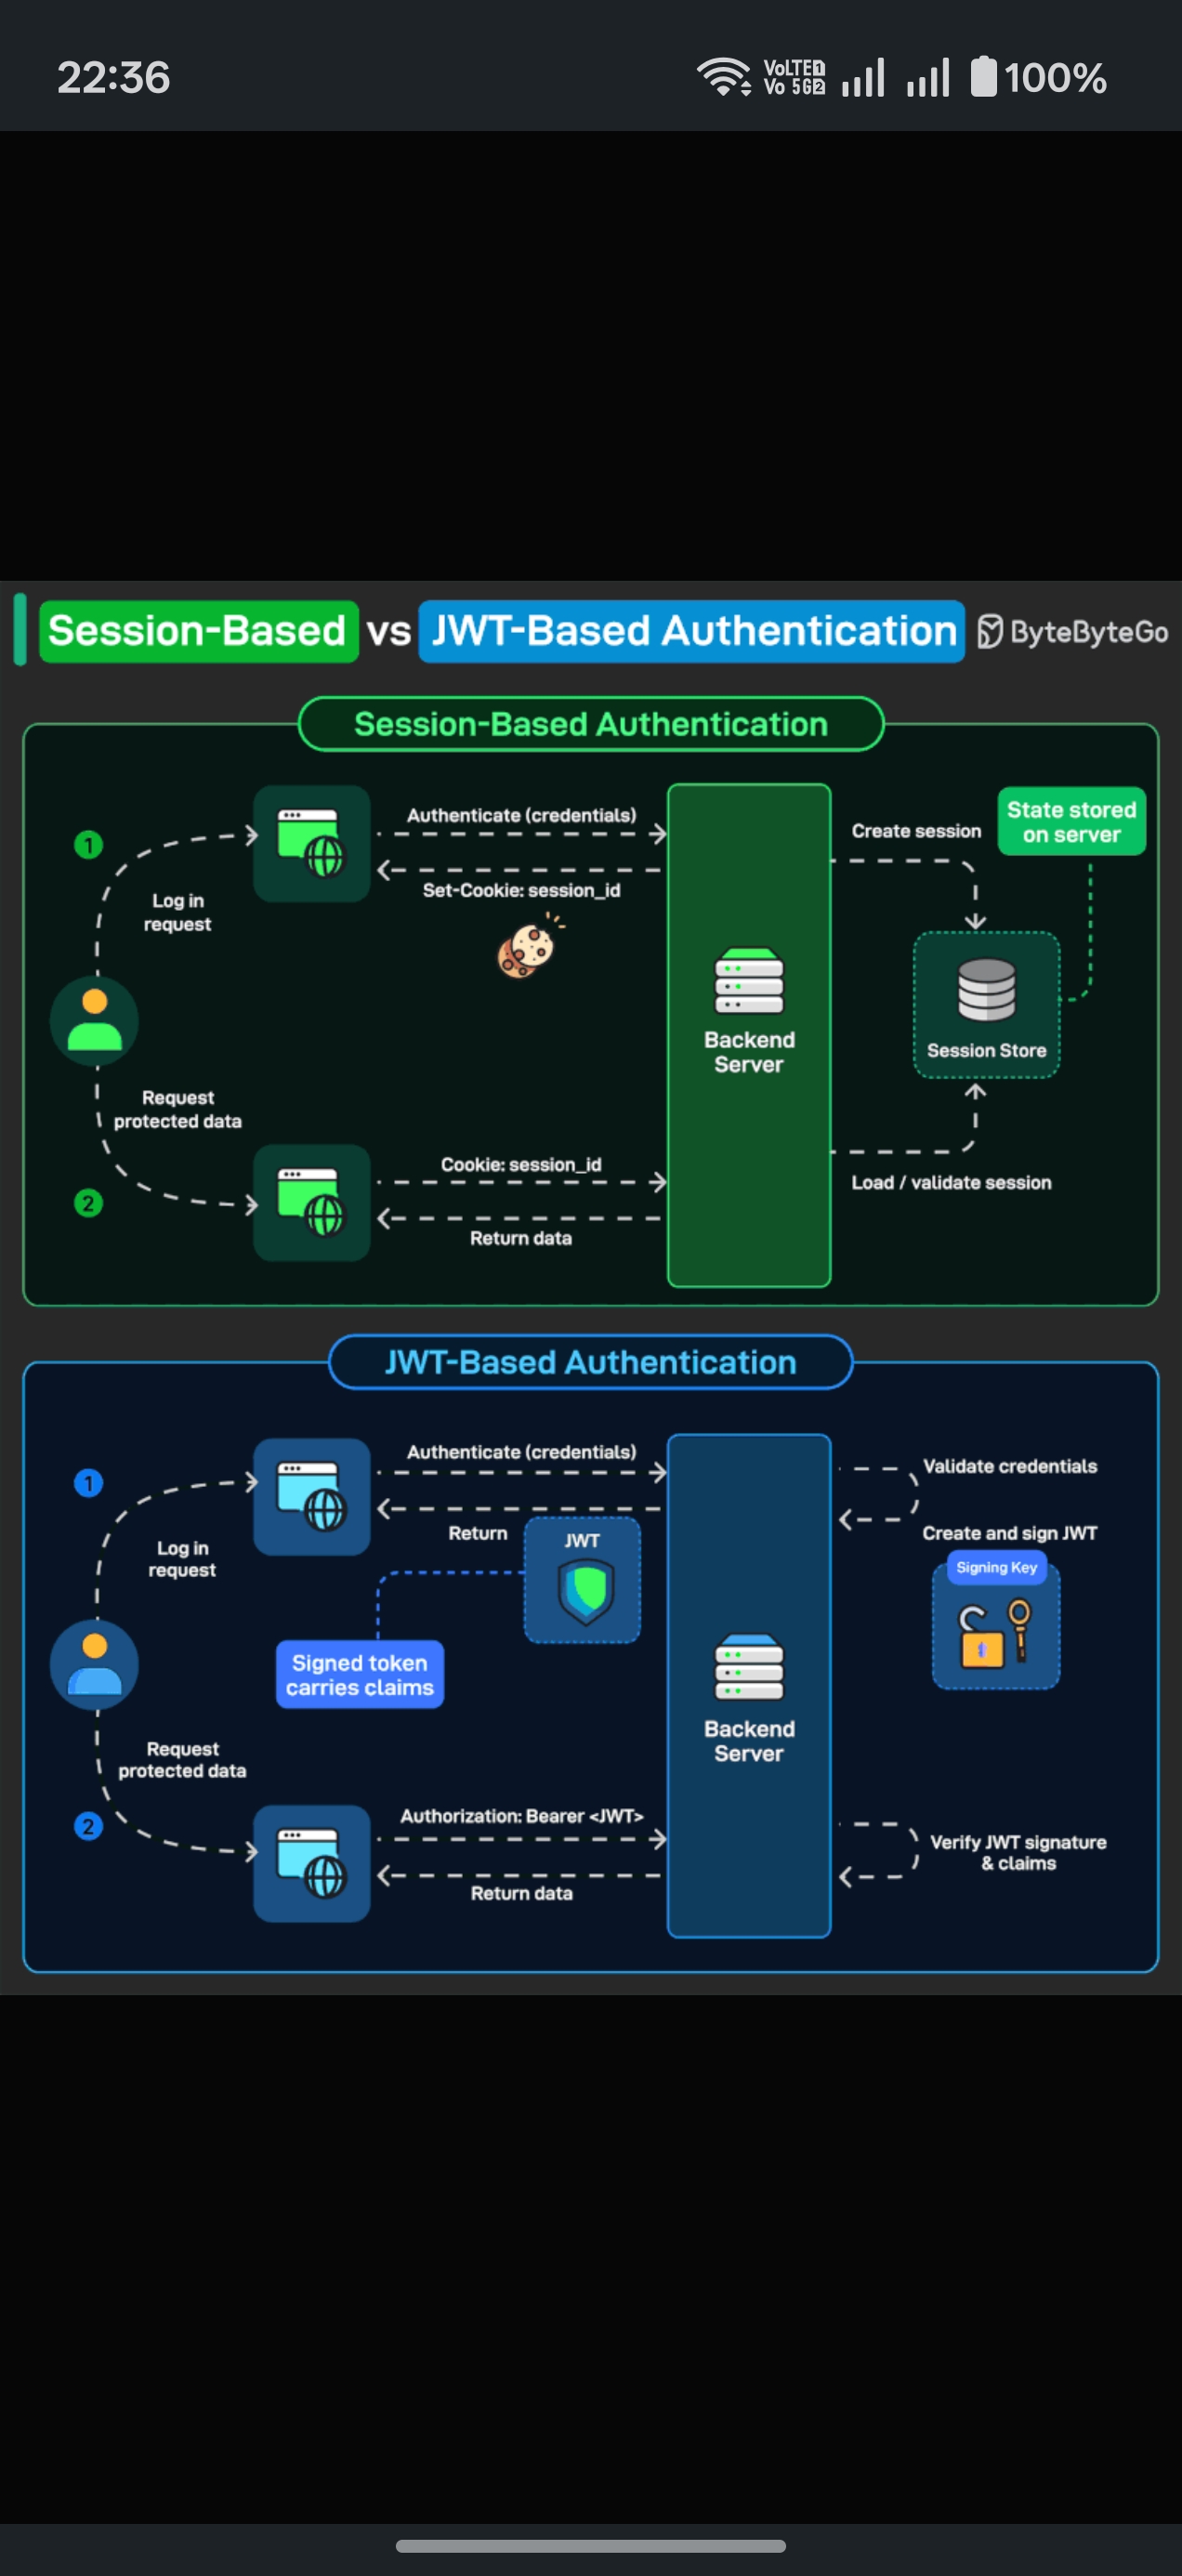 22:36
VoLTE1
Vo 5G2
100%
Session-Based vs JWT-Based Authentication
ByteByteGo
Session-Based Authentication
1
Log in
request
Authenticate (credentials)
Set-Cookie: session_id
Create session
State stored
on server
Session Store
Backend
Server
Request
protected data
2
Cookie: session_id
Return data
Load / validate session
JWT-Based Authentication
1
Log in
request
Authenticate (credentials)
Return
JWT
Signed token
carries claims
Validate credentials
Create and sign JWT
Signing Key
Backend
Server
Request
protected data
2
Authorization: Bearer <JWT>
Return data
Verify JWT signature
& claims